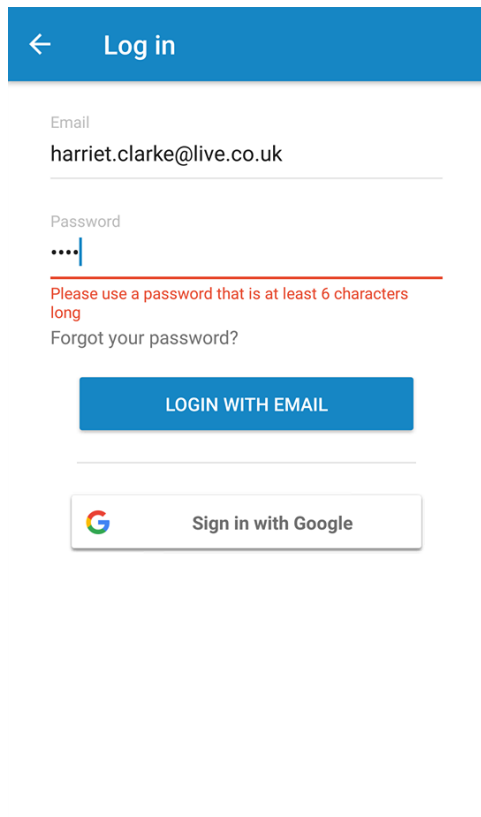 Log in
Email
harriet.clarke@live.co.uk
Password
••••
Please use a password that is at least 6 characters
long
Forgot your password?
LOGIN WITH EMAIL
Sign in with Google